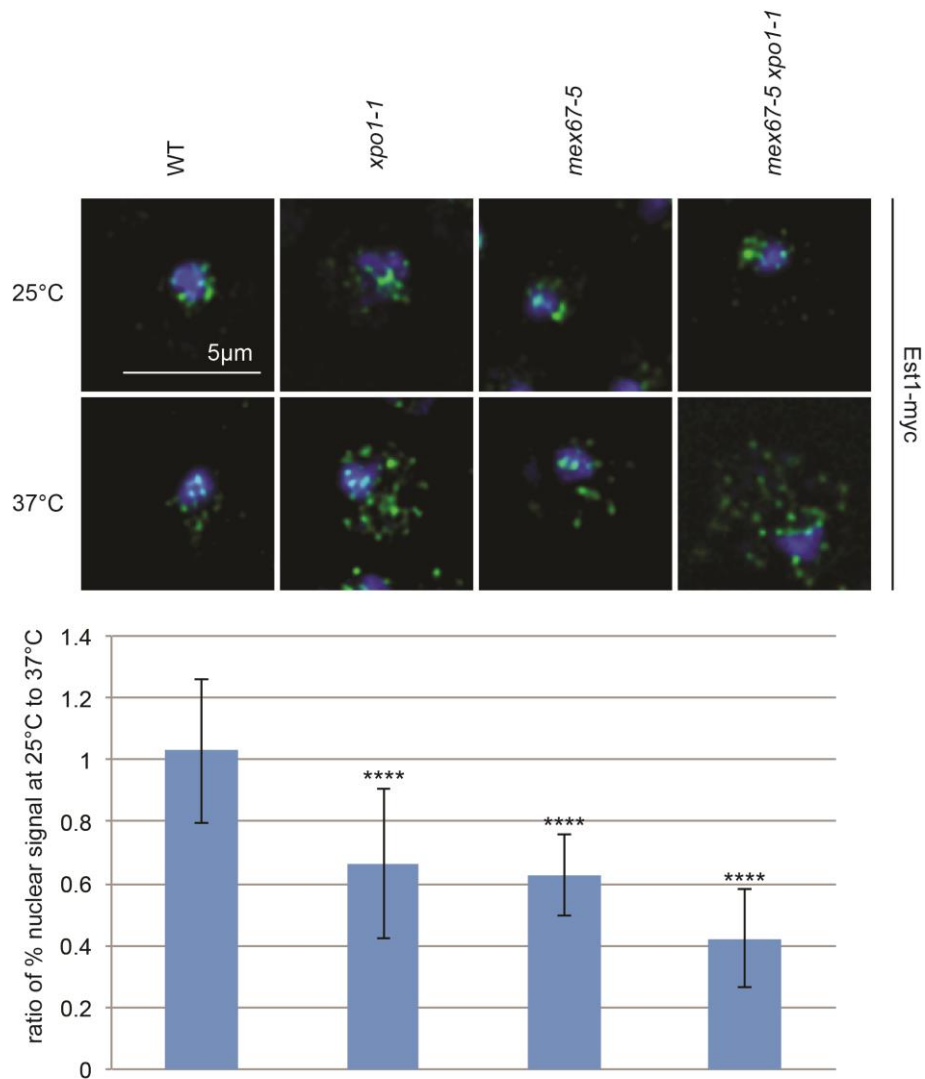 WT
xpo1-1
mex67-5
mex67-5 xpo1-1
25°C
5µm
37°C
Est1-myc
ratio of % nuclear signal at 25°C to 37°C
1.4
1.2
1
0.8
0.6
0.4
0.2
0
****
****
****